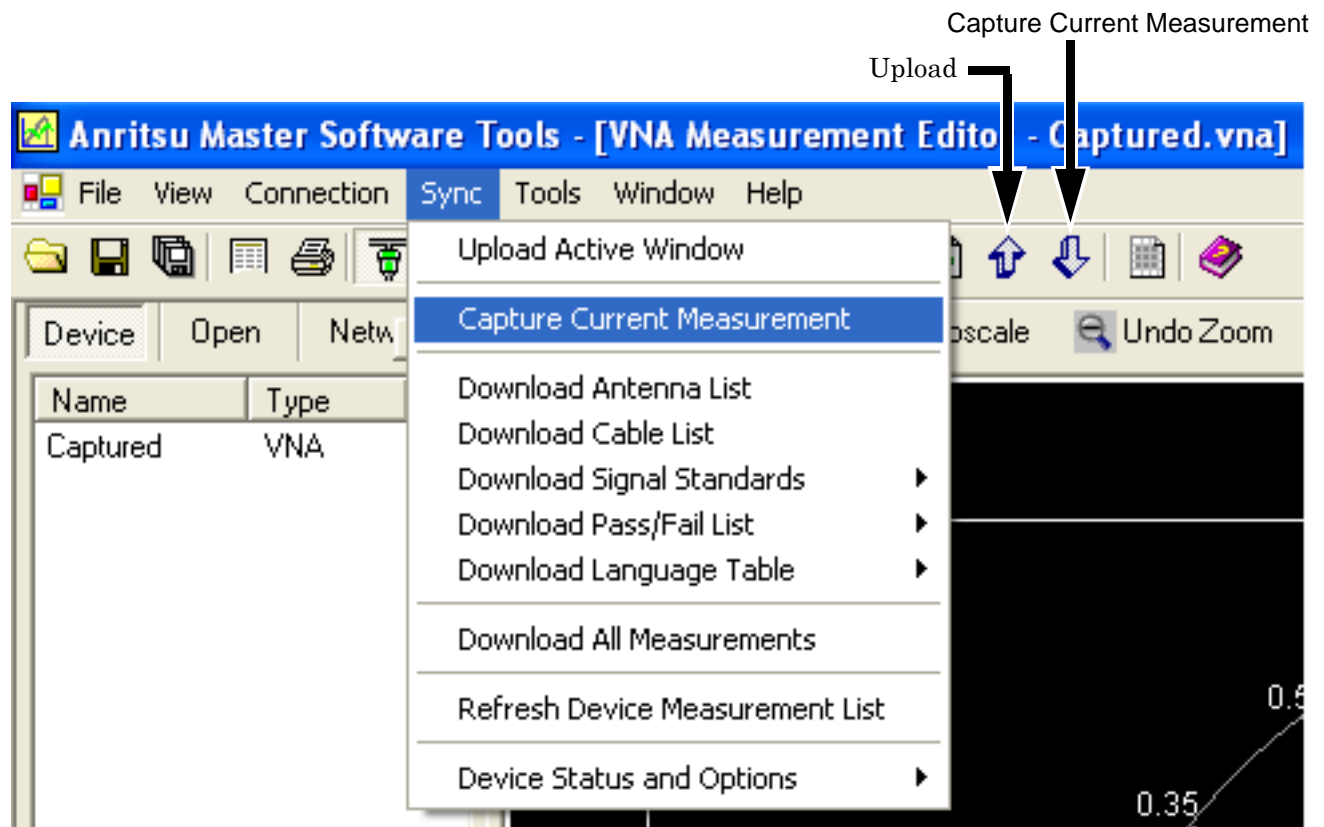 Capture Current Measurement
Upload
Anritsu Master Software Tools - [VNA Measurement Editor - Captured.vna]
File View Connection Sync Tools Window Help
Upload Active Window
Capture Current Measurement
Device Open Undo Zoom
Name Type
Captured VNA
Download Antenna List
Download Cable List
Download Signal Standards
Download Pass/Fail List
Download Language Table
Download All Measurements
Refresh Device Measurement List
Device Status and Options
0.35